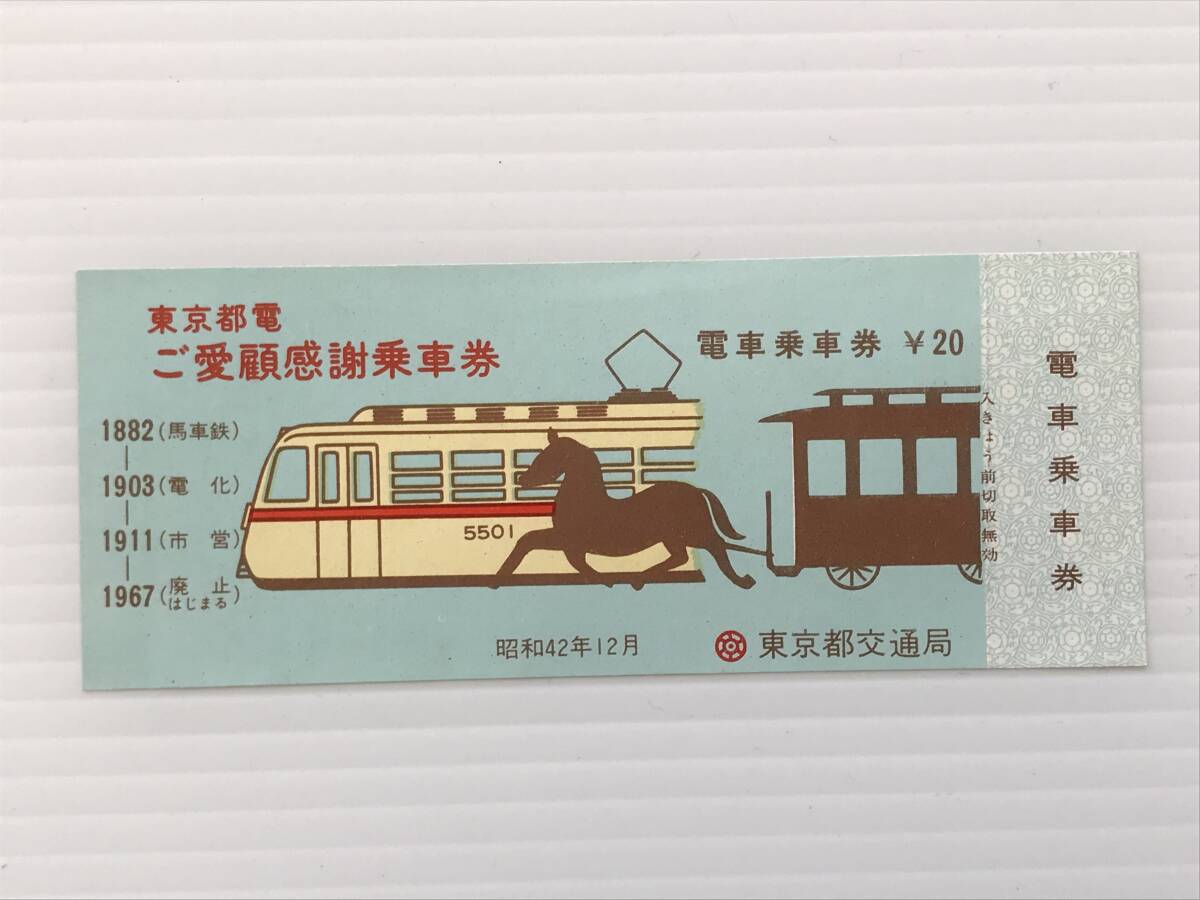 東京都電
ご愛顧感謝乗車券
電車乗車券 ¥20
1882(馬車鉄)
1903(電化)
1911(市営)
1967(廃止はじまる)
5501
昭和42年12月
東京都交通局
入きょう前切取無効
電車乗車券